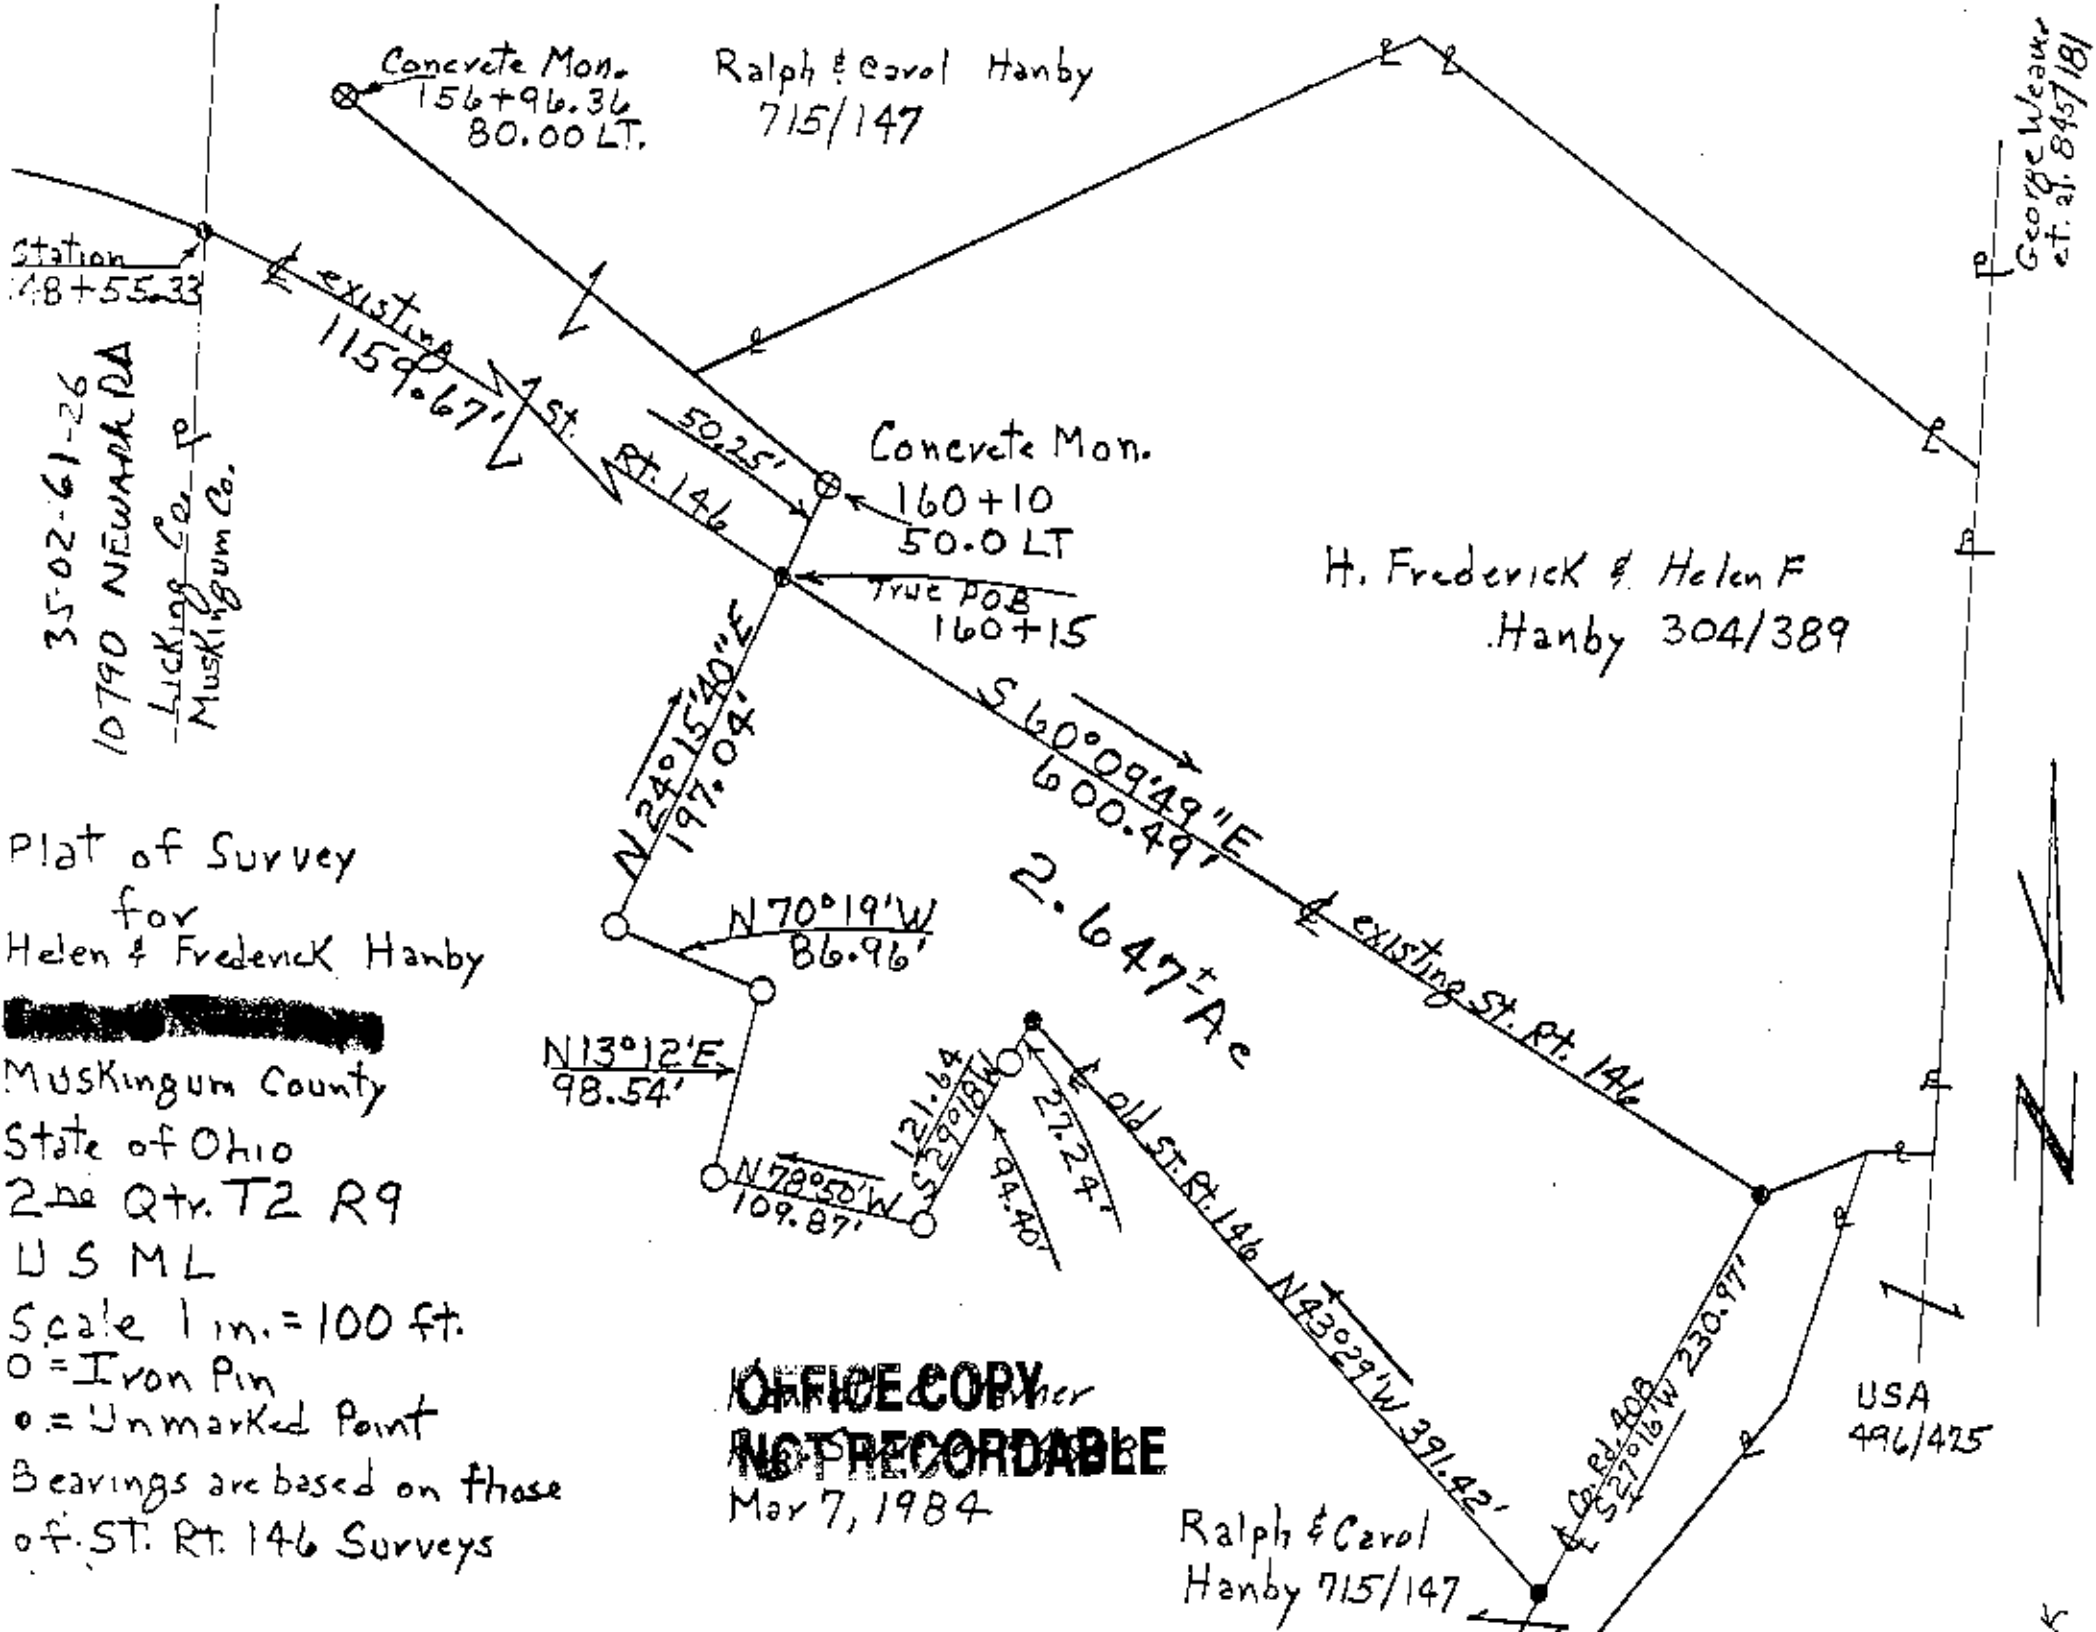 Concrete Mon.
156+96.36
80.00 LT.
Ralph & Carol Hanby
715/147
George Weaver
et. al. 845/181
Station
48+55.33
℄ existing
1159.67'
St.
Rt. 146
50.25'
Concrete Mon.
160+10
50.0 LT
True POB
160+15
H. Frederick & Helen F
Hanby 304/389
35-02-61-26
10790 NEWARK Rd
Licking Co.
Muskingum Co.
N 24°15'40"E
197.04'
S 60°09'49"E
600.49'
2.647± Ac
℄ existing St. Rt. 146
Plat of Survey
for
Helen & Frederick Hanby
Muskingum County
State of Ohio
2nd Qtr. T2 R9
U S M L
Scale 1 in. = 100 ft.
O = Iron Pin
• = Unmarked Point
Bearings are based on those
of ST. Rt. 146 Surveys
N 70°19'W
86.96'
N13°12'E
98.54'
N 78°50'W
109.87'
121.64
S 29°18'W
94.40'
27.24'
℄ old ST. Rt. 146 N43°29'W 391.42'
Co. Rd. 408
S 27°16'W 230.97'
USA
496/425
OFFICE COPY
NOT RECORDABLE
Mar 7, 1984
Ralph & Carol
Hanby 715/147
N